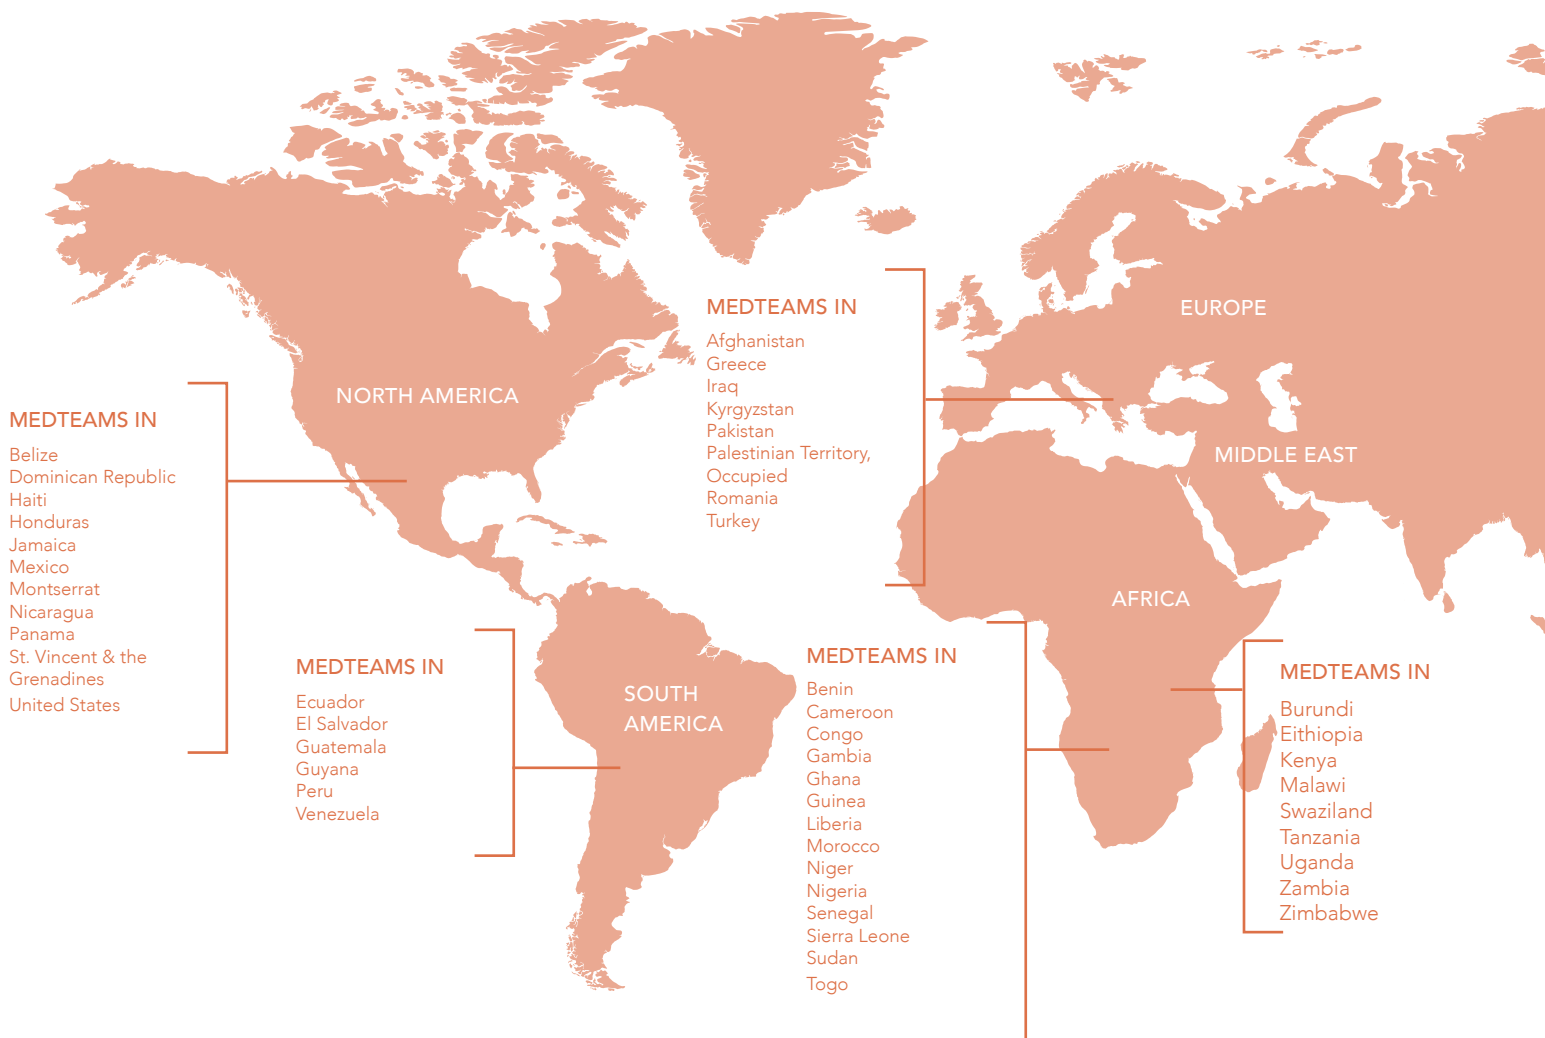 MEDTEAMS IN
Belize
Dominican Republic
Haiti
Honduras
Jamaica
Mexico
Montserrat
Nicaragua
Panama
St. Vincent & the
Grenadines
United States
NORTH AMERICA
MEDTEAMS IN
Ecuador
El Salvador
Guatemala
Guyana
Peru
Venezuela
SOUTH
AMERICA
MEDTEAMS IN
Afghanistan
Greece
Iraq
Kyrgyzstan
Pakistan
Palestinian Territory,
Occupied
Romania
Turkey
EUROPE
MIDDLE EAST
AFRICA
MEDTEAMS IN
Benin
Cameroon
Congo
Gambia
Ghana
Guinea
Liberia
Morocco
Niger
Nigeria
Senegal
Sierra Leone
Sudan
Togo
MEDTEAMS IN
Burundi
Eithiopia
Kenya
Malawi
Swaziland
Tanzania
Uganda
Zambia
Zimbabwe